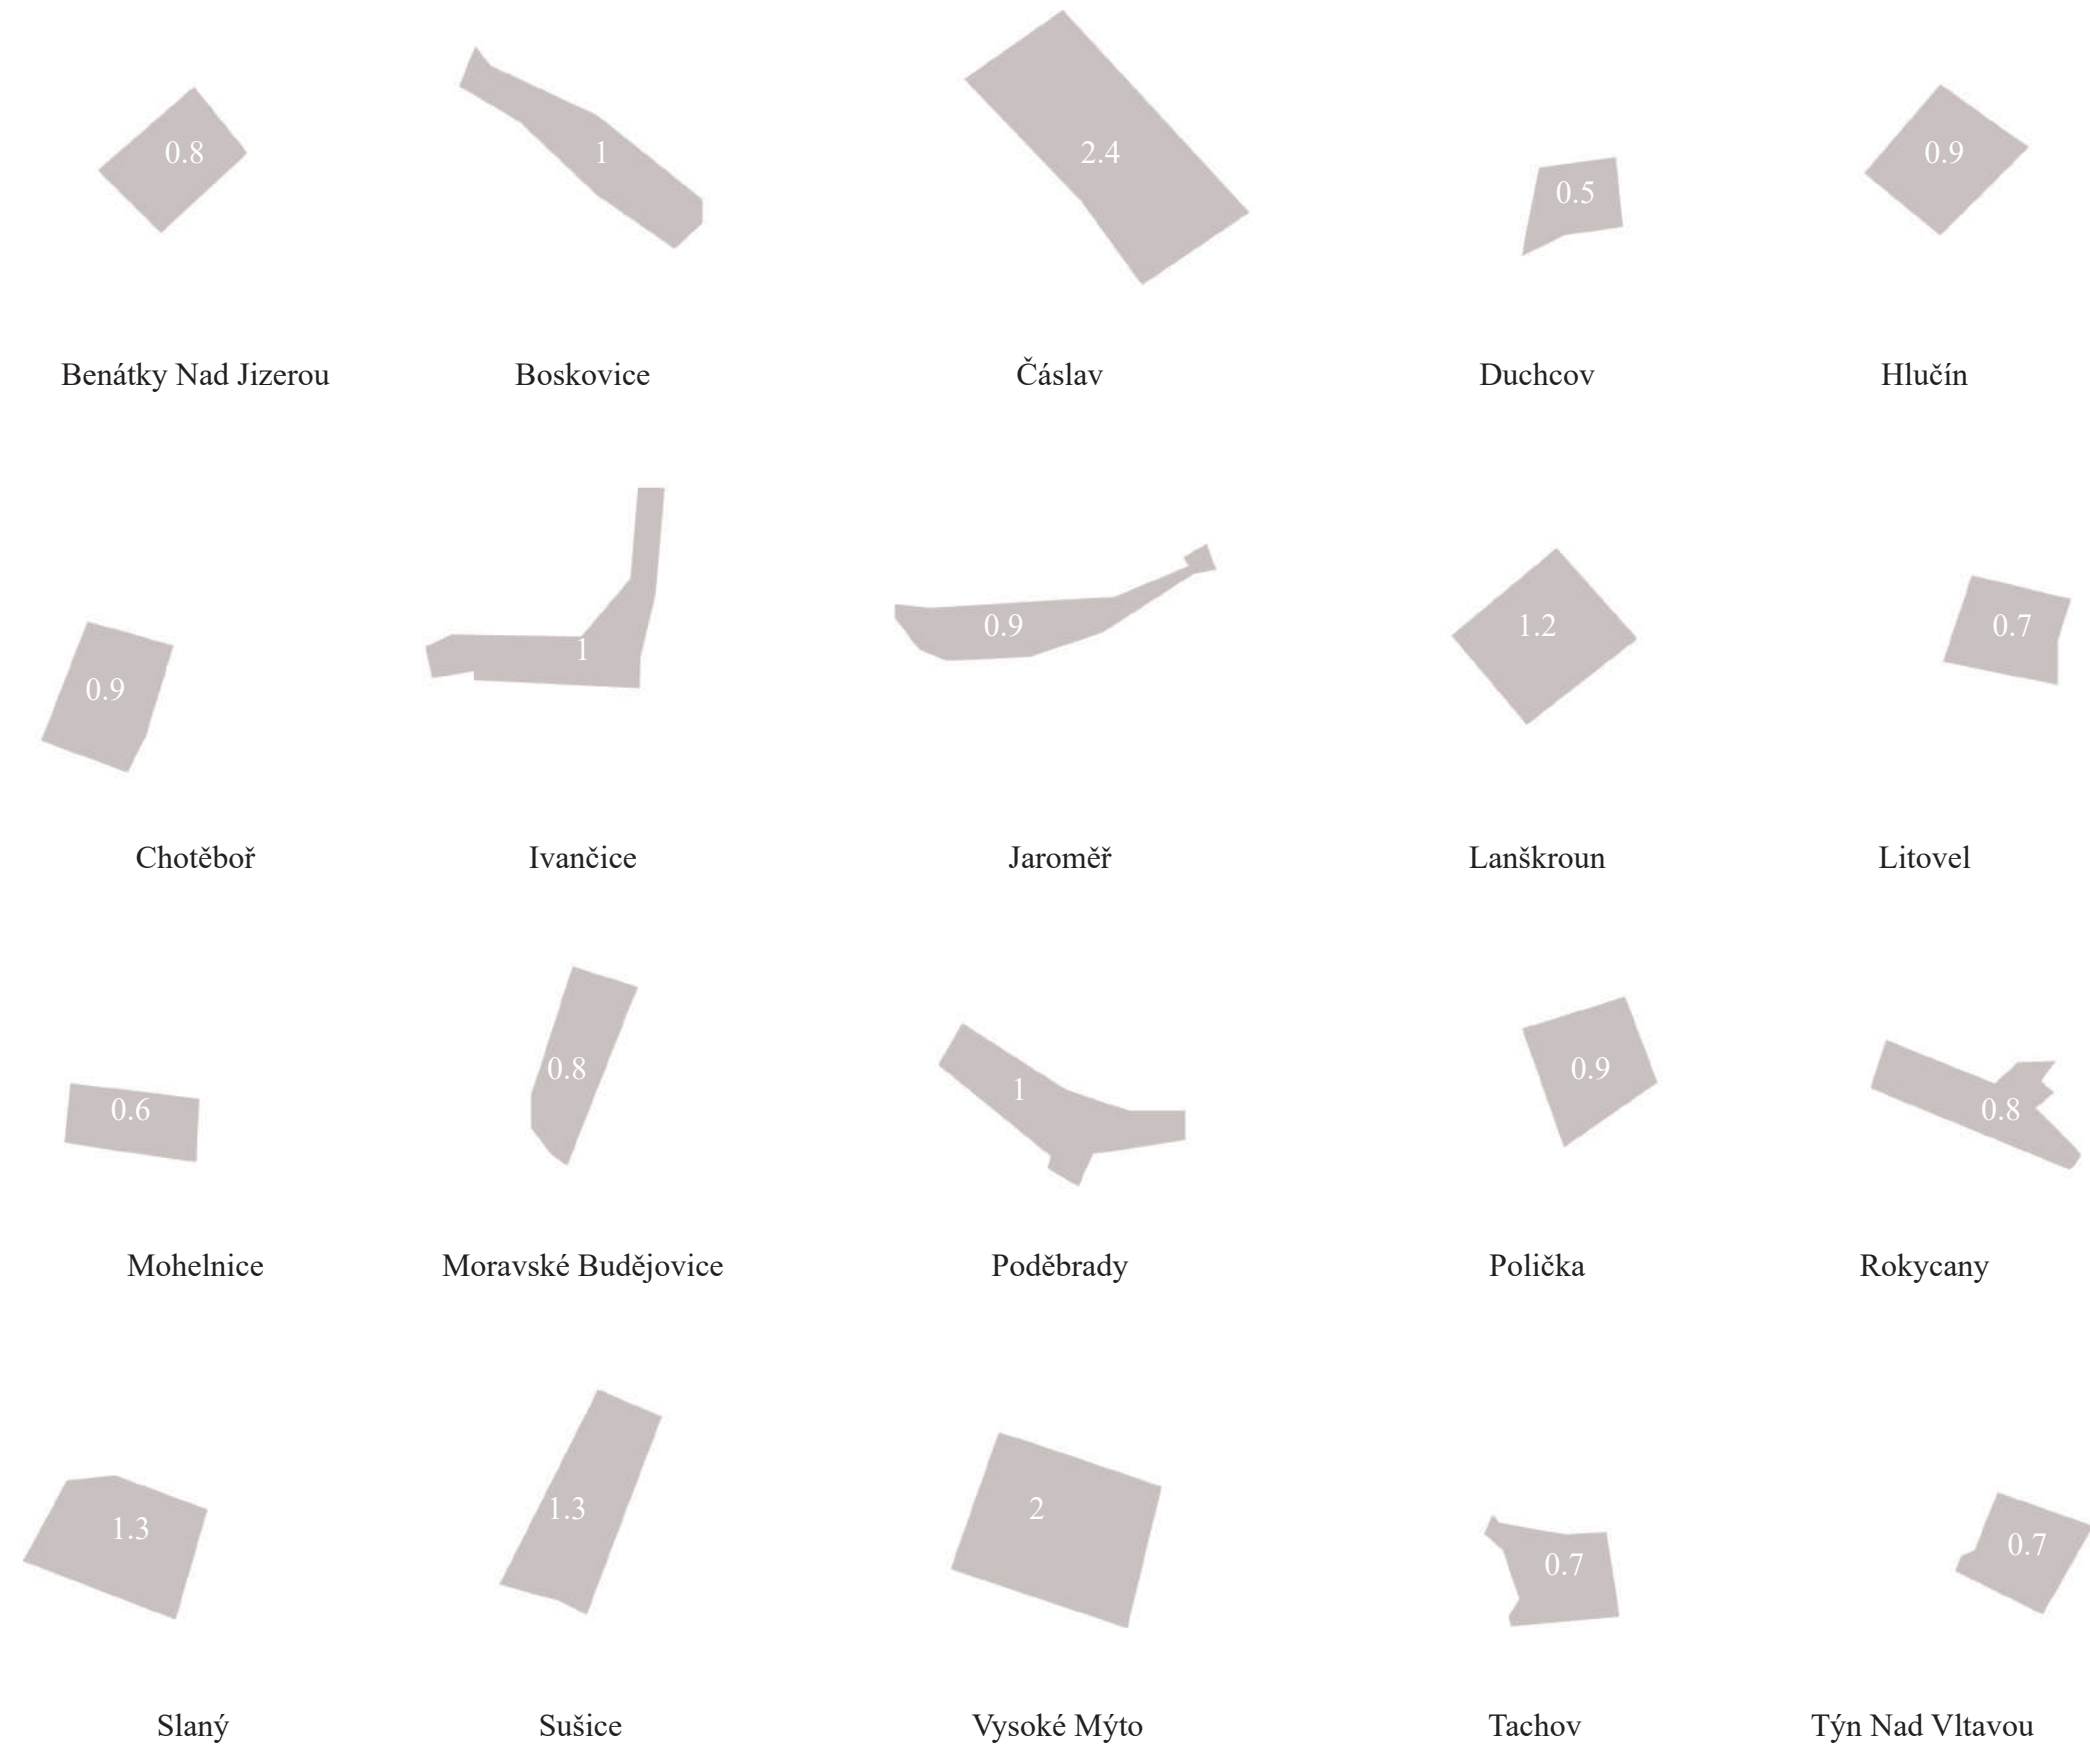 0.8
1
2.4
0.5
0.9
Benátky Nad Jizerou
Boskovice
Čáslav
Duchcov
Hlučín
0.9
1
0.9
1.2
0.7
Chotěboř
Ivančice
Jaroměř
Lanškroun
Litovel
0.6
0.8
1
0.9
0.8
Mohelnice
Moravské Budějovice
Poděbrady
Polička
Rokycany
1.3
1.3
2
0.7
0.7
Slaný
Sušice
Vysoké Mýto
Tachov
Týn Nad Vltavou